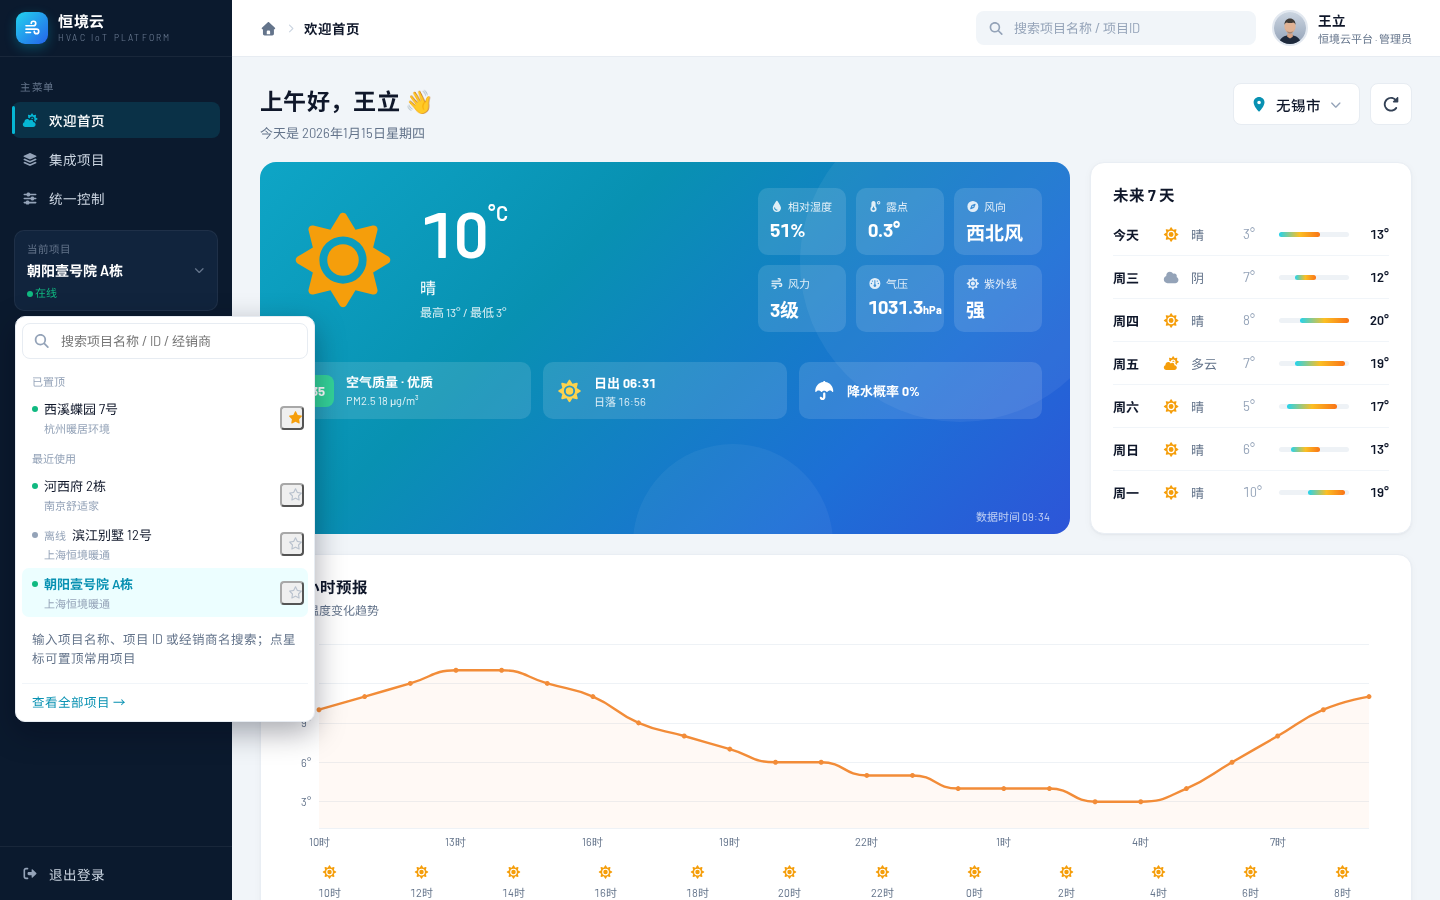 恒境云
HVAC IoT PLATFORM
主菜单
欢迎首页
集成项目
统一控制
当前项目
朝阳壹号院 A栋
在线
搜索项目名称 / ID / 经销商
已置顶
西溪蝶园 7号
杭州暖居环境
最近使用
河西府 2栋
南京舒适家
离线 滨江别墅 12号
上海恒境暖通
朝阳壹号院 A栋
上海恒境暖通
输入项目名称、项目 ID 或经销商名搜索；点星
标可置顶常用项目
查看全部项目 →
退出登录
欢迎首页
搜索项目名称 / 项目ID
王立
恒境云平台 · 管理员
上午好，王立 👋
今天是 2026年1月15日星期四
无锡市
10°C
晴
最高 13° / 最低 3°
相对湿度
51%
露点
0.3°
风向
西北风
风力
3级
气压
1031.3hPa
紫外线
强
空气质量 · 优质
PM2.5 18 μg/m³
日出 06:31
日落 16:56
降水概率 0%
数据时间 09:34
未来 7 天
今天 晴 3° 13°
周三 阴 7° 12°
周四 晴 8° 20°
周五 多云 7° 19°
周六 晴 5° 17°
周日 晴 6° 13°
周一 晴 10° 19°
小时预报
温度变化趋势
9°
6°
3°
10时 13时 16时 19时 22时 1时 4时 7时
10时 12时 14时 16时 18时 20时 22时 0时 2时 4时 6时 8时